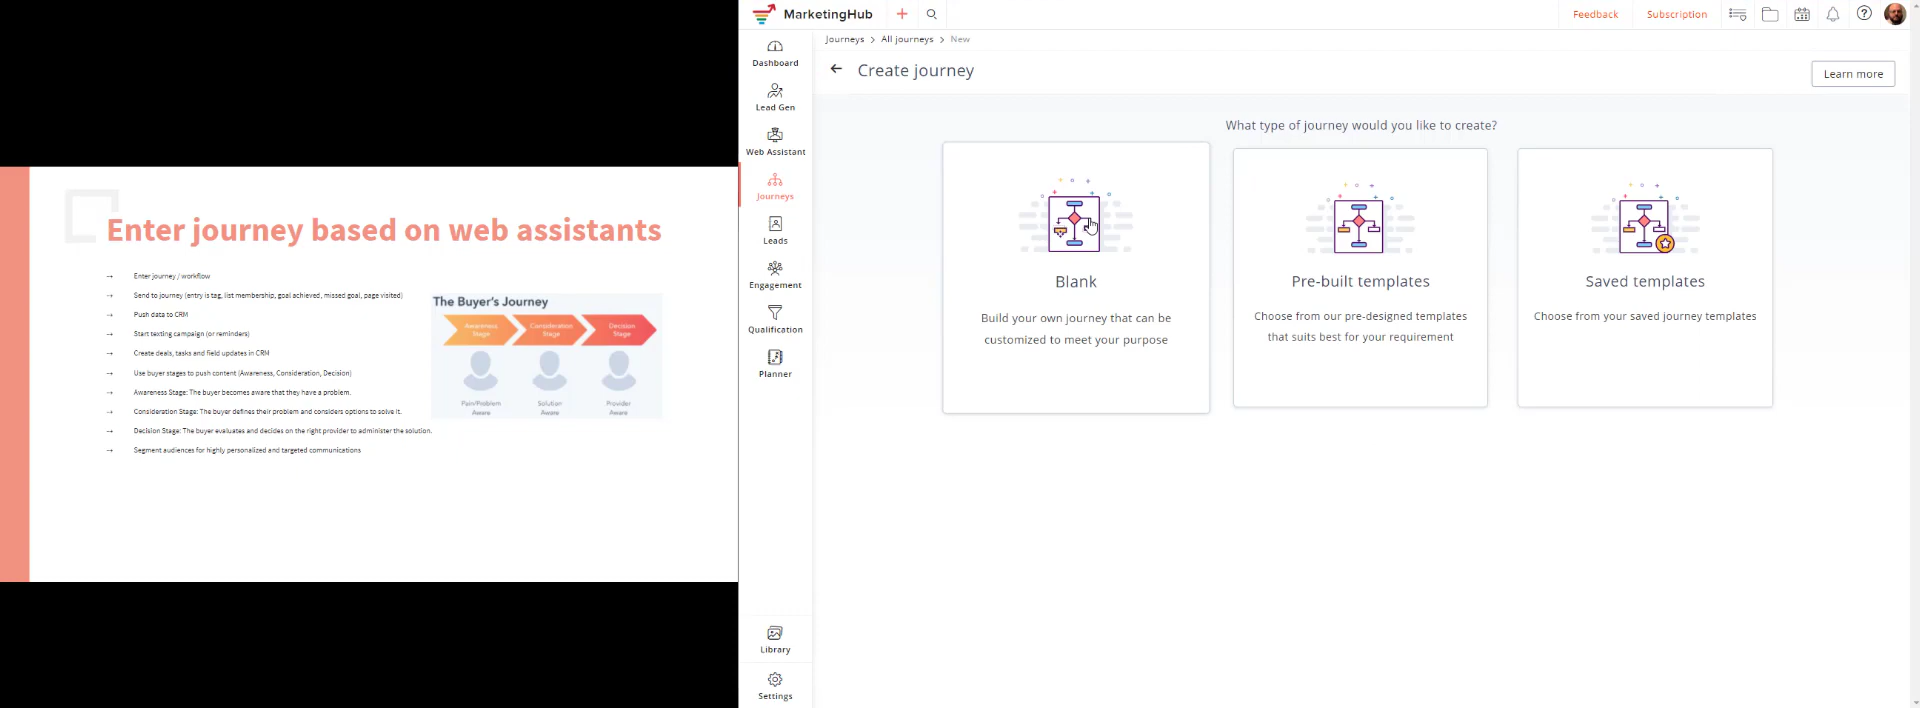 Enter journey based on web assistants
→ Enter journey / workflow
→ Send to journey (entry is tag, list membership, goal achieved, missed goal, page visited)
→ Push data to CRM
→ Start texting campaign (or reminders)
→ Create deals, tasks and field updates in CRM
→ Use buyer stages to push content (Awareness, Consideration, Decision)
→ Awareness Stage: The buyer becomes aware that they have a problem.
→ Consideration Stage: The buyer defines their problem and considers options to solve it.
→ Decision Stage: The buyer evaluates and decides on the right provider to administer the solution.
→ Segment audiences for highly personalized and targeted communications
The Buyer's Journey
Awareness Stage
Consideration Stage
Decision Stage
Pain/Problem Aware
Solution Aware
Provider Aware
MarketingHub
Feedback
Subscription
Dashboard
Lead Gen
Web Assistant
Journeys
Leads
Engagement
Qualification
Planner
Library
Settings
Journeys > All journeys > New
← Create journey
Learn more
What type of journey would you like to create?
Blank
Build your own journey that can be
customized to meet your purpose
Pre-built templates
Choose from our pre-designed templates
that suits best for your requirement
Saved templates
Choose from your saved journey templates